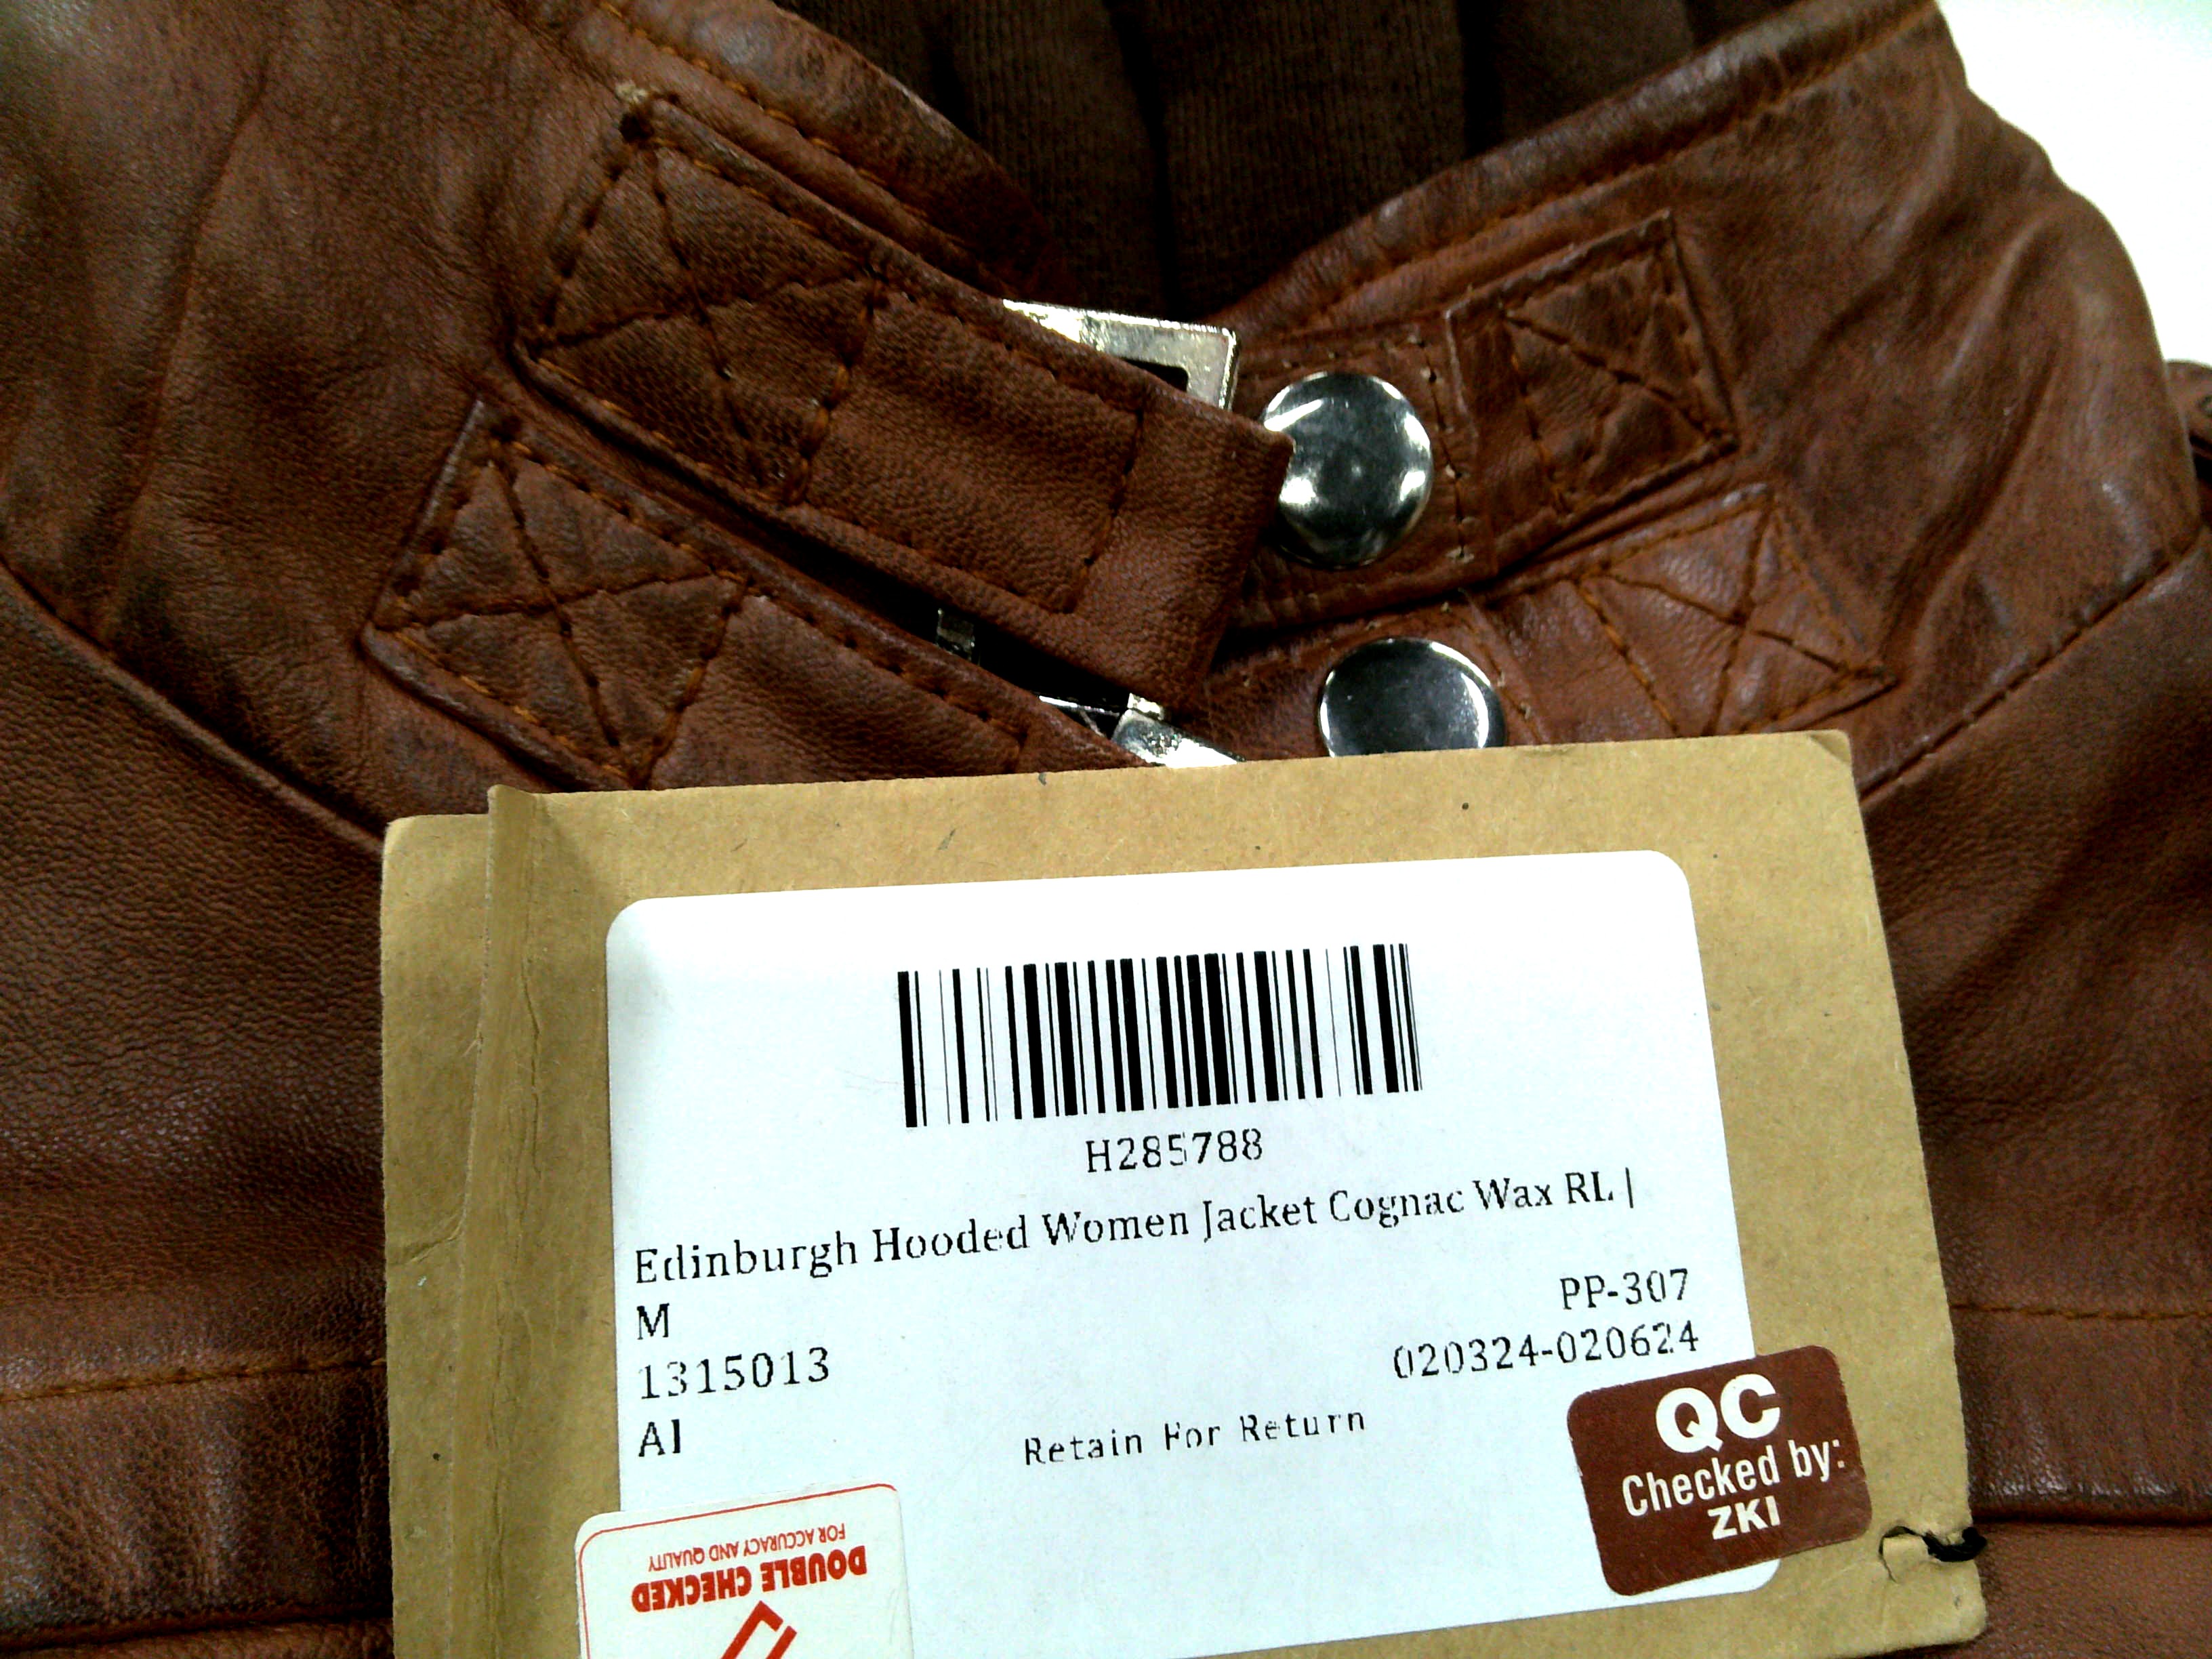 H285788
Edinburgh Hooded Women Jacket Cognac Wax RL |
M
PP-307
1315013
020324-020624
AI
Retain For Return
QC
Checked by:
ZKI
DOUBLE CHECKED
FOR ACCURACY AND QUALITY